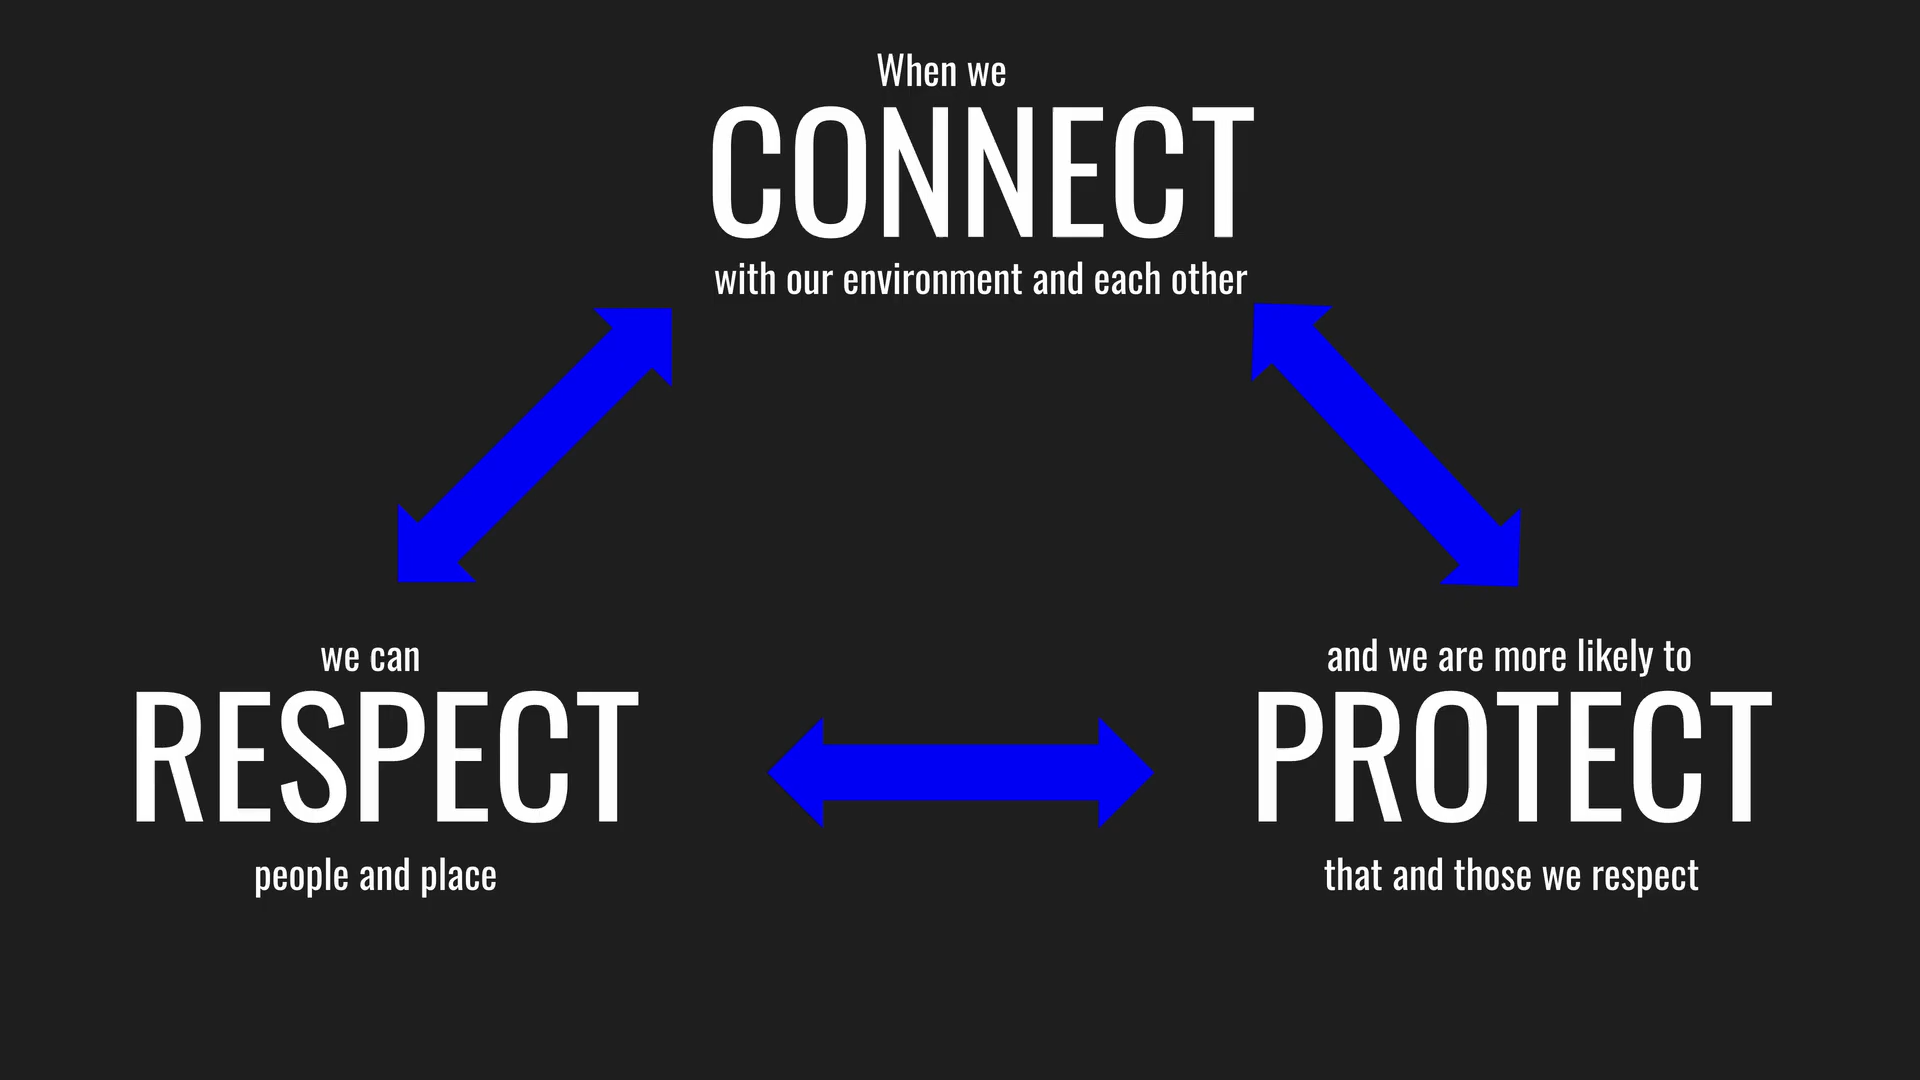 When we
CONNECT
with our environment and each other
we can
RESPECT
people and place
and we are more likely to
PROTECT
that and those we respect